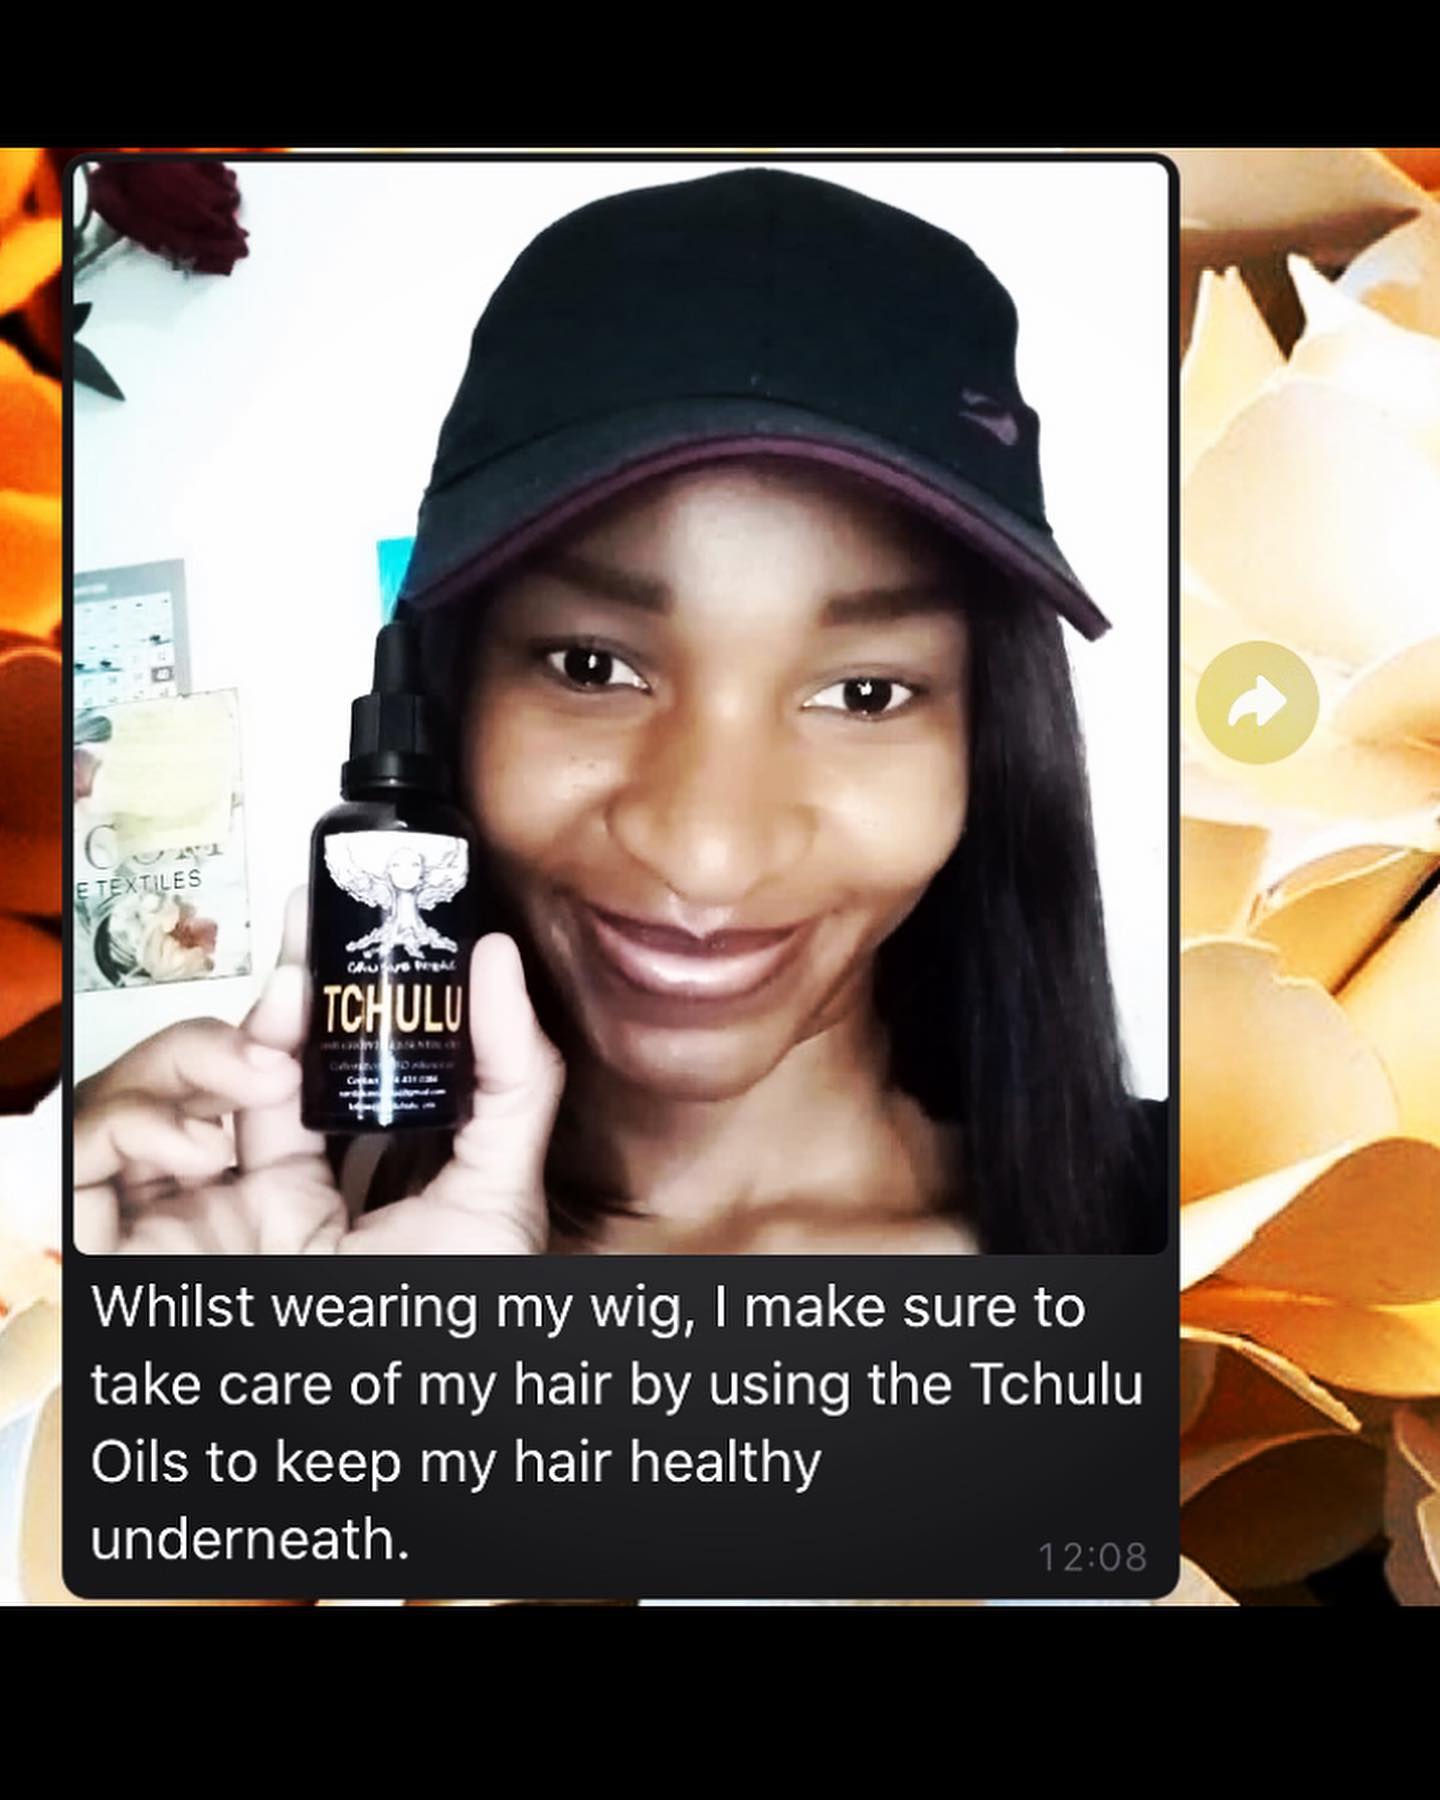 E TEXTILES
TCHULU
Whilst wearing my wig, I make sure to
take care of my hair by using the Tchulu
Oils to keep my hair healthy
underneath.
12:08